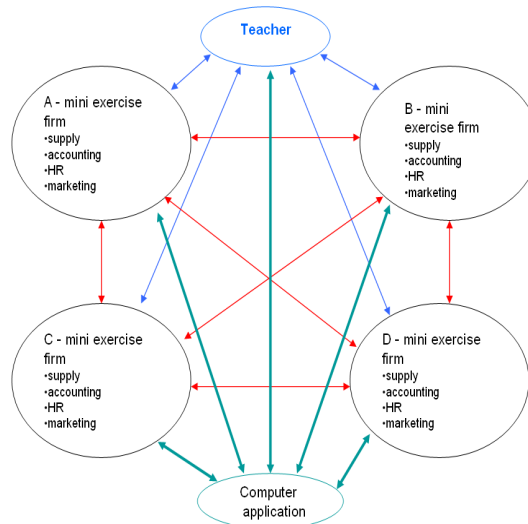 Teacher
A - mini exercise
firm
•supply
•accounting
•HR
•marketing
B - mini
exercise firm
•supply
•accounting
•HR
•marketing
C - mini exercise
firm
•supply
•accounting
•HR
•marketing
D - mini exercise
firm
•supply
•accounting
•HR
•marketing
Computer
application